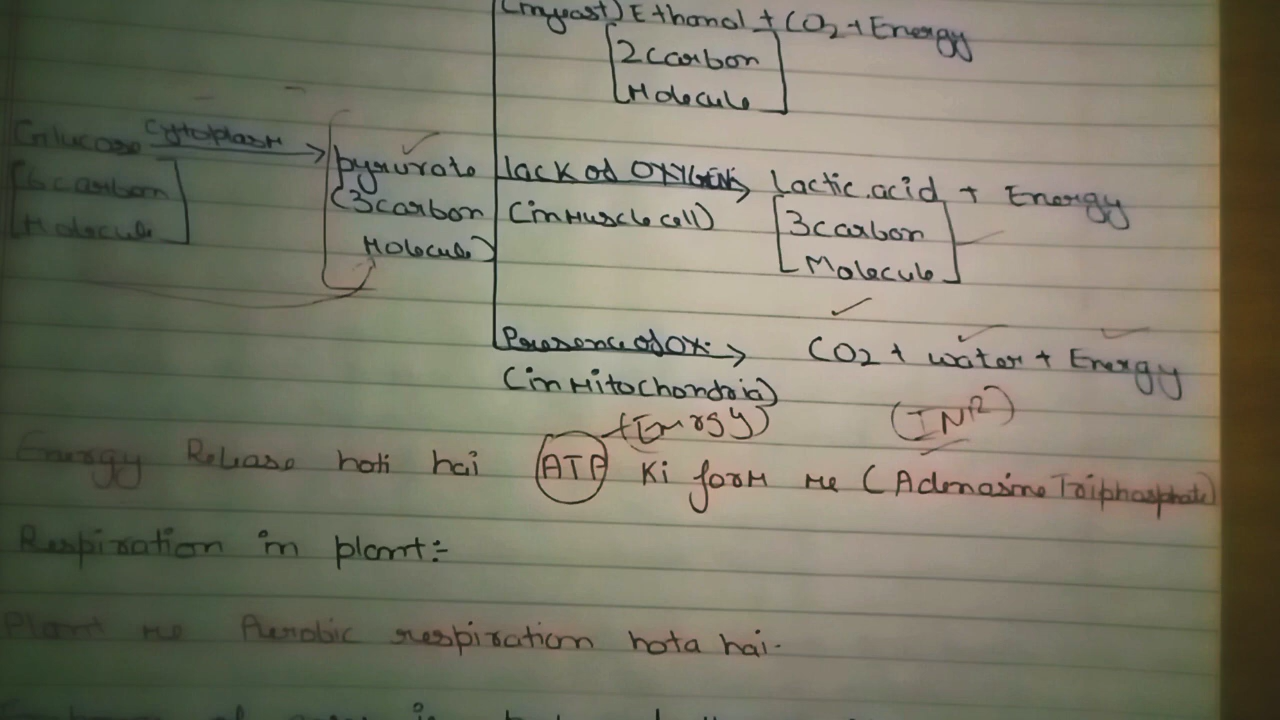 (in yeast) Ethanol + CO2 + Energy
[2 carbon
Molecule]
Glucose cytoplasm → pyruvate lack of OXYGEN → Lactic acid + Energy
[6 carbon (3 carbon (in Muscle cell) [3 carbon
Molecule] Molecule) Molecule]
Presence of Oxi → CO2 + water + Energy
(in Mitochondria)
(Energy) (INR)
Energy Release hoti hai ATP Ki form me (Adenosine Triphosphate)
Respiration in plant:-
Plant me Aerobic respiration hota hai.